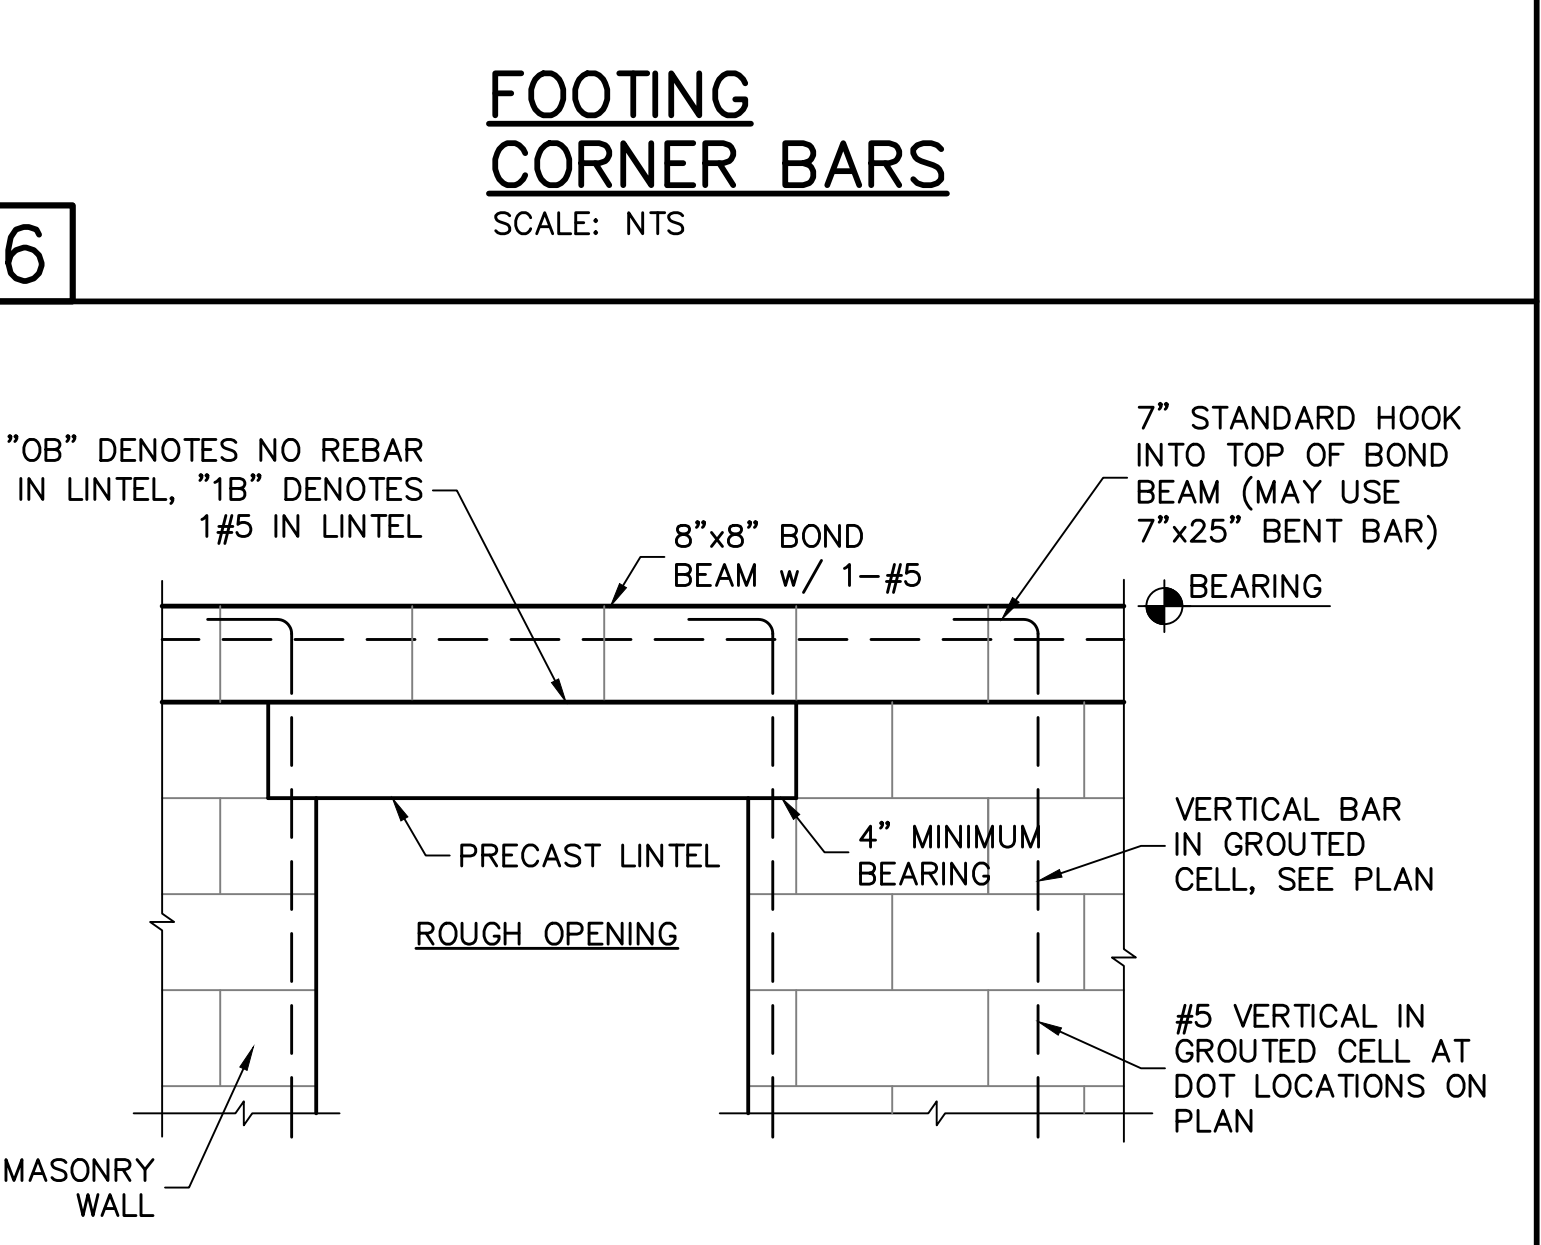 FOOTING
CORNER BARS
SCALE: NTS
6
"OB" DENOTES NO REBAR
IN LINTEL, "1B" DENOTES
1#5 IN LINTEL
8"x8" BOND
BEAM w/ 1-#5
7" STANDARD HOOK
INTO TOP OF BOND
BEAM (MAY USE
7"x25" BENT BAR)
BEARING
PRECAST LINTEL
4" MINIMUM
BEARING
VERTICAL BAR
IN GROUTED
CELL, SEE PLAN
ROUGH OPENING
#5 VERTICAL IN
GROUTED CELL AT
DOT LOCATIONS ON
PLAN
MASONRY
WALL